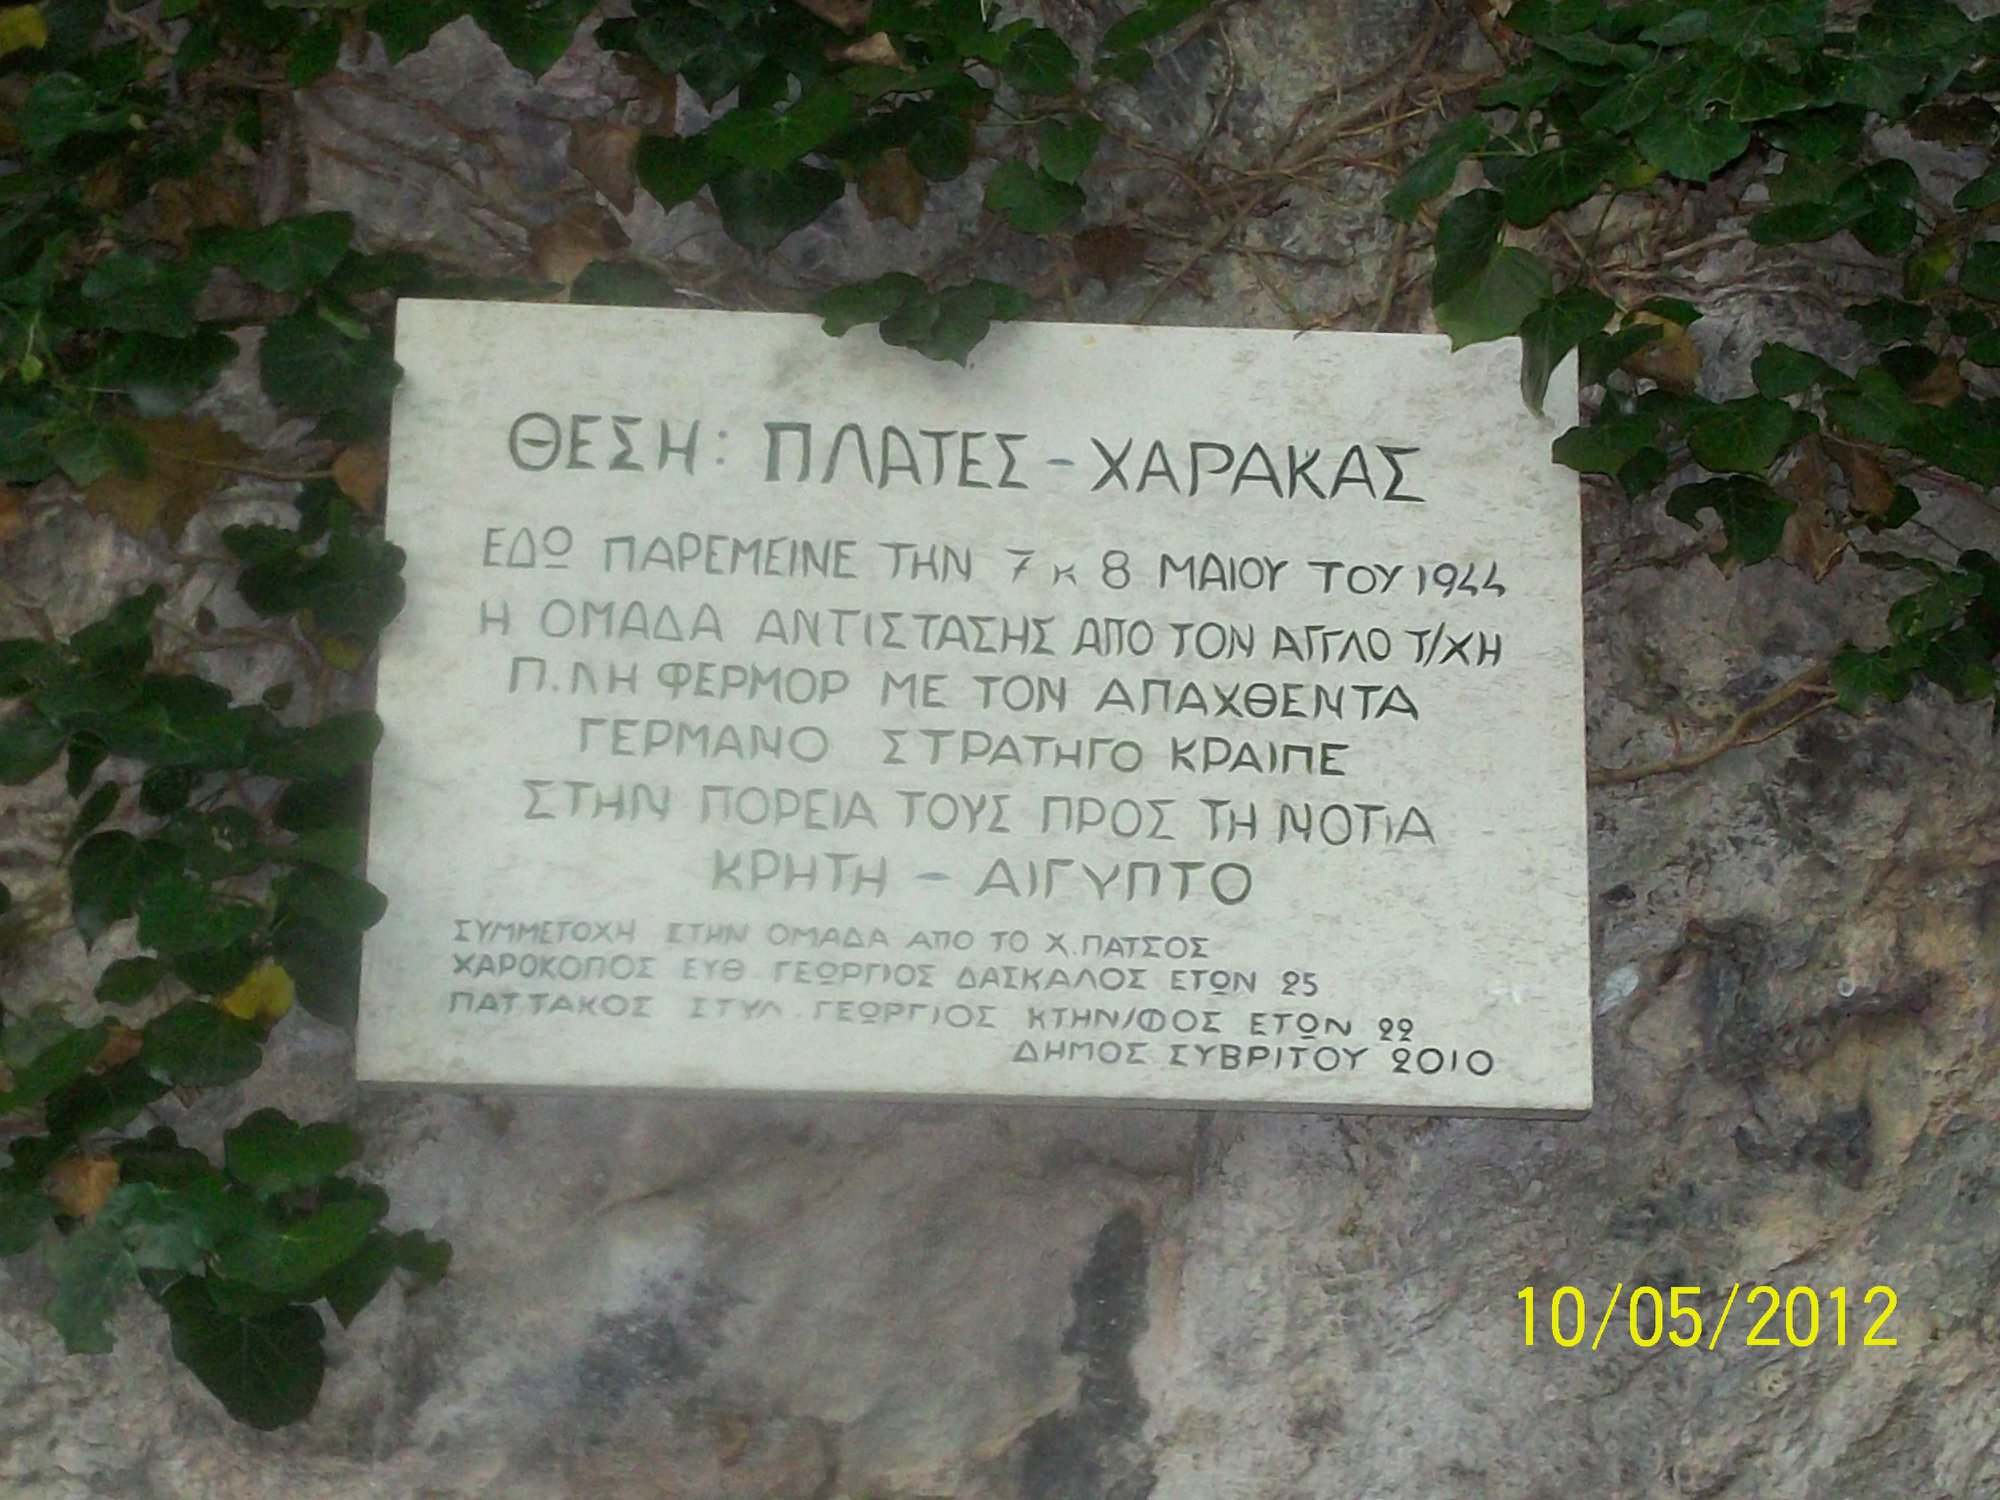 ΘΕΣΗ: ΠΛΑΤΕΣ - ΧΑΡΑΚΑΣ
ΕΔΩ ΠΑΡΕΜΕΙΝΕ ΤΗΝ 7 κ 8 ΜΑΙΟΥ ΤΟΥ 1944
Η ΟΜΑΔΑ ΑΝΤΙΣΤΑΣΗΣ ΑΠΟ ΤΟΝ ΑΓΓΛΟ Τ/ΧΗ
Π.ΛΗ ΦΕΡΜΟΡ ΜΕ ΤΟΝ ΑΠΑΧΘΕΝΤΑ
ΓΕΡΜΑΝΟ ΣΤΡΑΤΗΓΟ ΚΡΑΙΠΕ
ΣΤΗΝ ΠΟΡΕΙΑ ΤΟΥΣ ΠΡΟΣ ΤΗ ΝΟΤΙΑ
ΚΡΗΤΗ - ΑΙΓΥΠΤΟ
ΣΥΜΜΕΤΟΧΗ ΣΤΗΝ ΟΜΑΔΑ ΑΠΟ ΤΟ Χ.ΠΑΤΣΟΣ
ΧΑΡΟΚΟΠΟΣ ΕΥΘ. ΓΕΩΡΓΙΟΣ ΔΑΣΚΑΛΟΣ ΕΤΩΝ 25
ΠΑΤΤΑΚΟΣ ΣΤΥΛ. ΓΕΩΡΓΙΟΣ ΚΤΗΝ/ΦΟΣ ΕΤΩΝ 22
ΔΗΜΟΣ ΣΥΒΡΙΤΟΥ 2010
10/05/2012